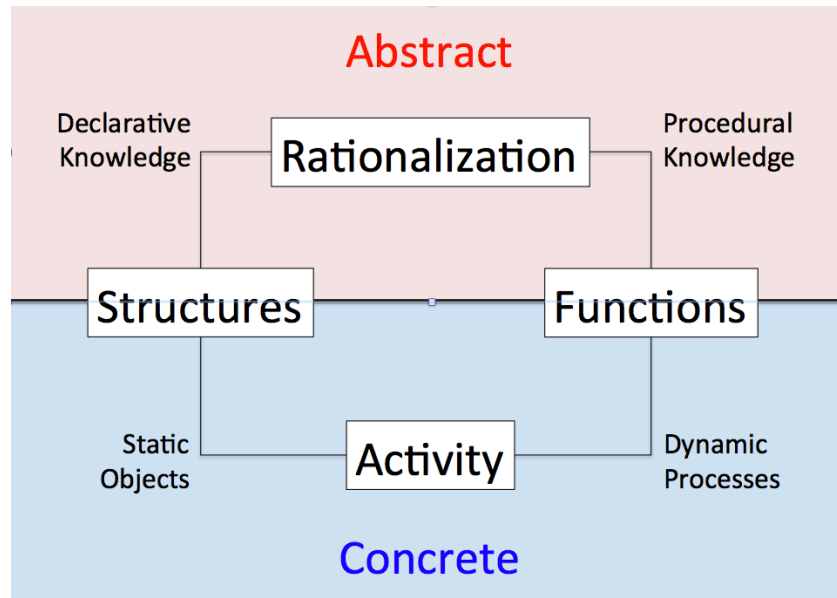 Abstract
Declarative
Knowledge
Rationalization
Procedural
Knowledge
Structures
Functions
Static
Objects
Activity
Dynamic
Processes
Concrete